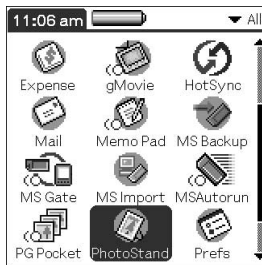 11:06 am All
Expense gMovie HotSync
Mail Memo Pad MS Backup
MS Gate MS Import MSAutorun
PG Pocket PhotoStand Prefs